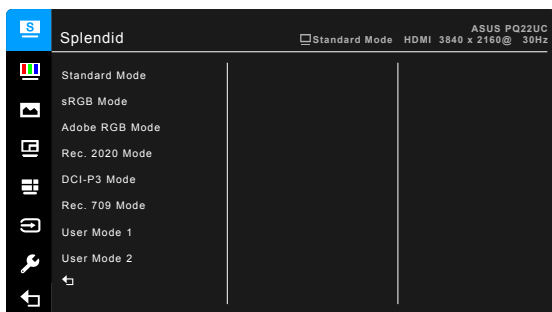 S
Splendid
Standard Mode HDMI 3840 x 2160@ 30Hz
ASUS PQ22UC
Standard Mode
sRGB Mode
Adobe RGB Mode
Rec. 2020 Mode
DCI-P3 Mode
Rec. 709 Mode
User Mode 1
User Mode 2